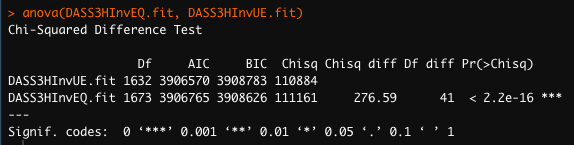 > anova(DASS3HInvEQ.fit, DASS3HInvUE.fit)
Chi-Squared Difference Test
Df AIC BIC Chisq Chisq diff Df diff Pr(>Chisq)
DASS3HInvUE.fit 1632 3906570 3908783 110884
DASS3HInvEQ.fit 1673 3906765 3908626 111161 276.59 41 < 2.2e-16 ***
---
Signif. codes: 0 ‘***’ 0.001 ‘**’ 0.01 ‘*’ 0.05 ‘.’ 0.1 ‘ ’ 1